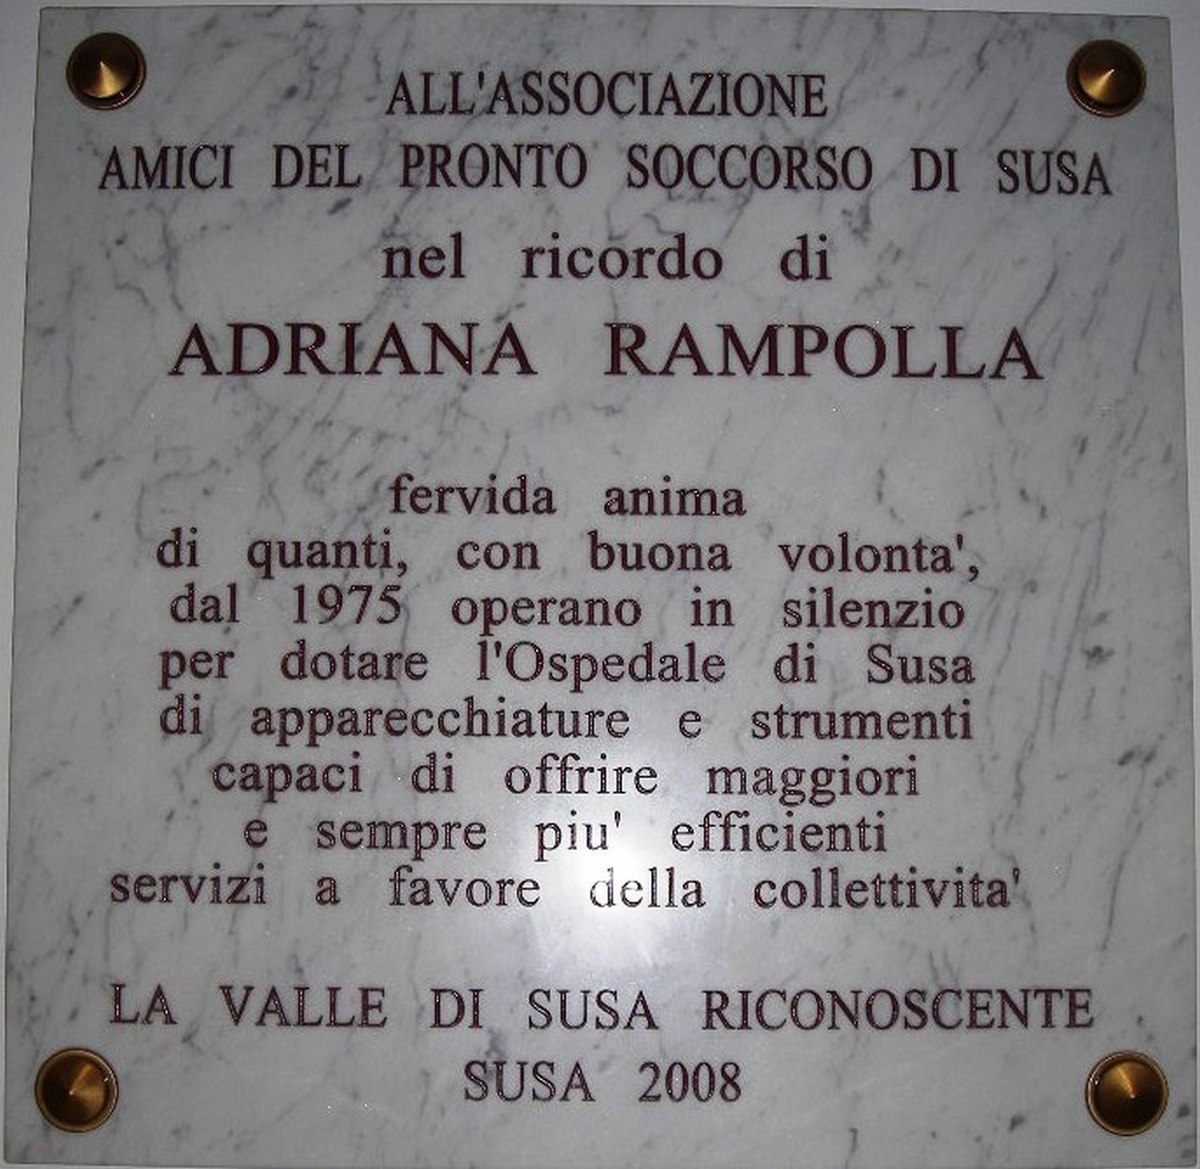 ALL'ASSOCIAZIONE
AMICI DEL PRONTO SOCCORSO DI SUSA
nel ricordo di
ADRIANA RAMPOLLA
fervida anima
di quanti, con buona volonta',
dal 1975 operano in silenzio
per dotare l'Ospedale di Susa
di apparecchiature e strumenti
capaci di offrire maggiori
e sempre piu' efficienti
servizi a favore della collettivita'
LA VALLE DI SUSA RICONOSCENTE
SUSA 2008